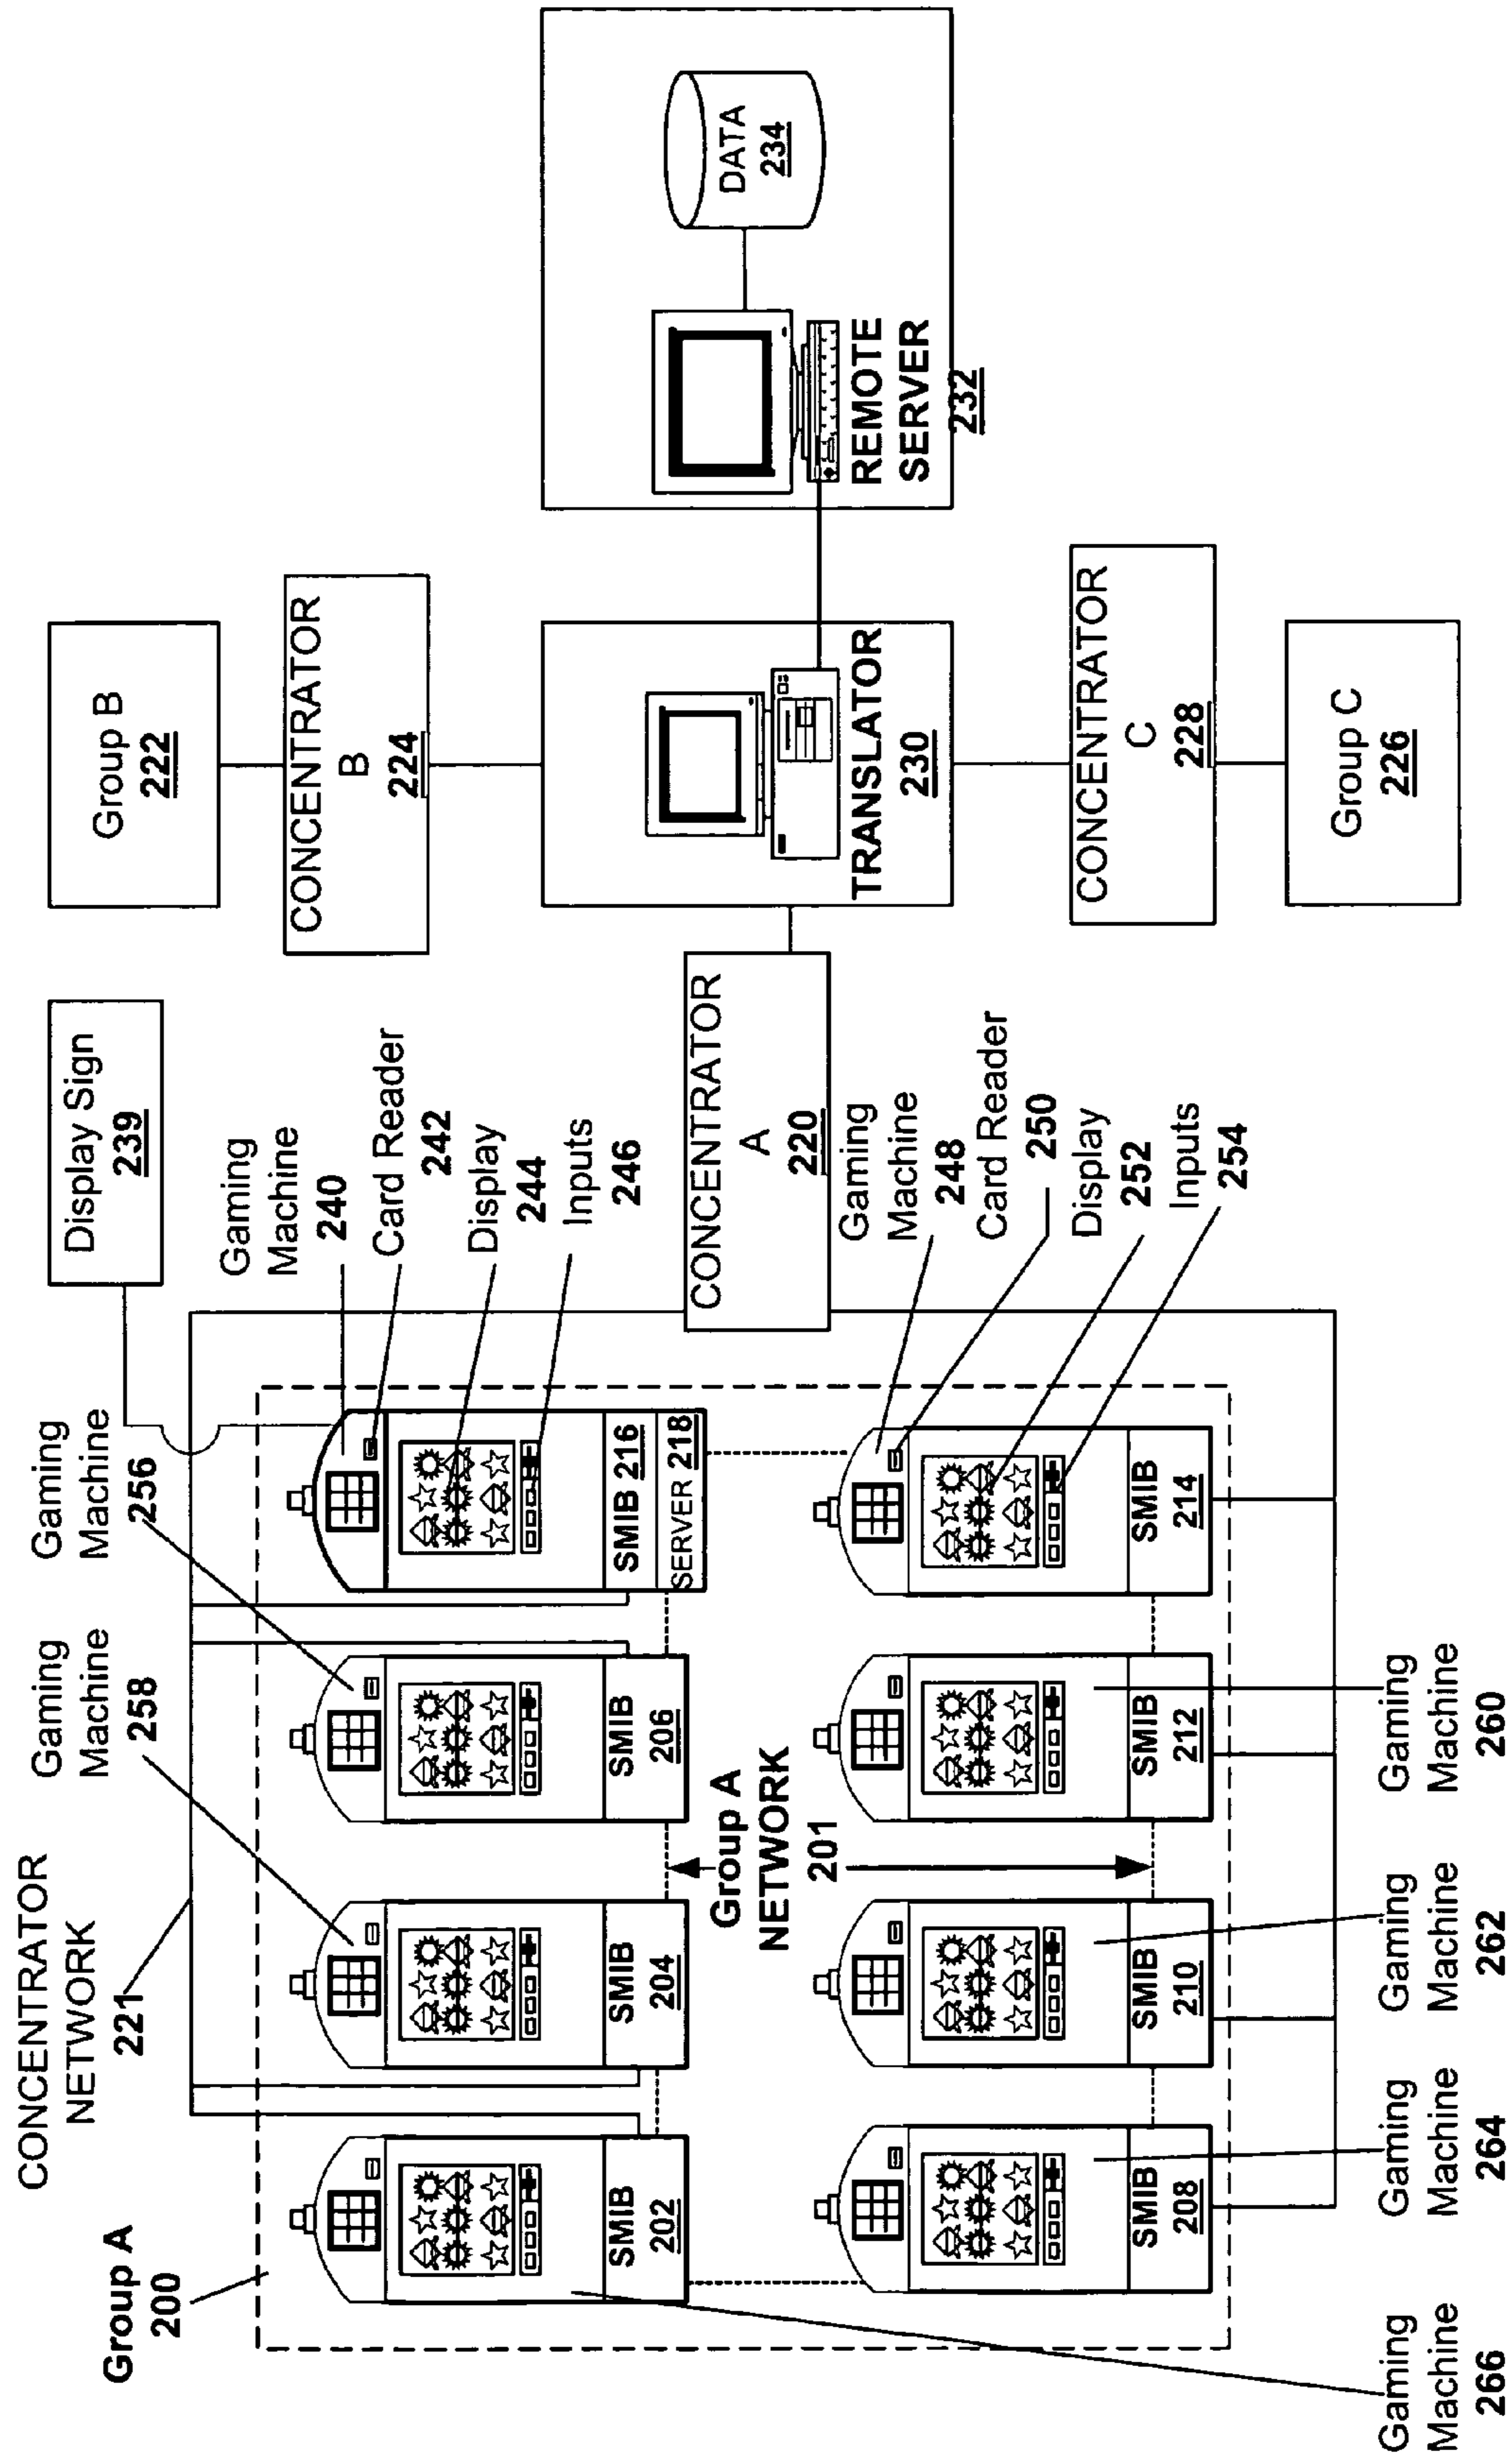 Group A
200
CONCENTRATOR
NETWORK
221
Gaming
Machine
258
Gaming
Machine
256
Display Sign
239
Gaming
Machine
240
Card Reader
242
Display
244
Inputs
246
SMIB
202
SMIB
204
SMIB
206
SMIB 216
SERVER 218
Group A
NETWORK
201
SMIB
208
SMIB
210
SMIB
212
SMIB
214
Gaming
Machine
248
Card Reader
250
Display
252
Inputs
254
Gaming
Machine
266
Gaming
Machine
264
Gaming
Machine
262
Gaming
Machine
260
CONCENTRATOR
A
220
Group B
222
CONCENTRATOR
B
224
TRANSLATOR
230
CONCENTRATOR
C
228
Group C
226
REMOTE
SERVER
232
DATA
234